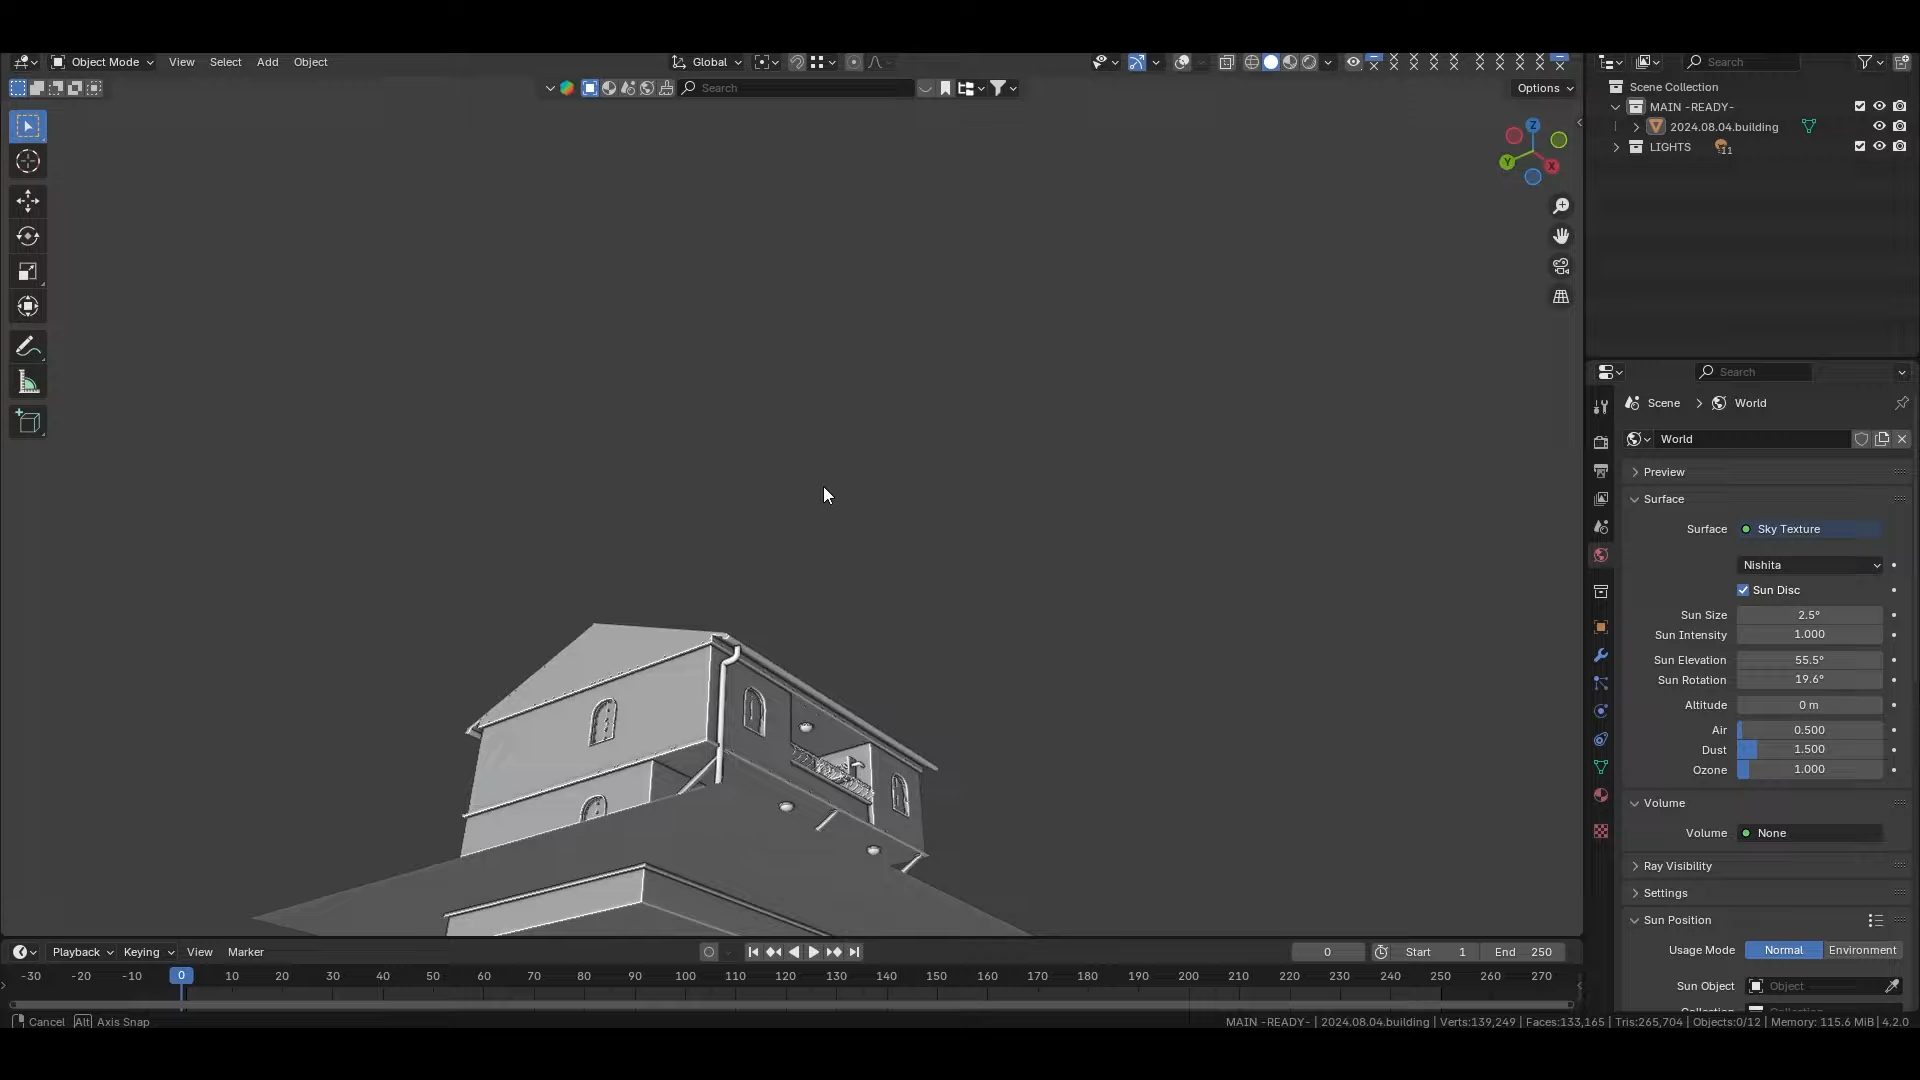 Object Mode View Select Add Object Global
Search Options
Z Y X
Search
Scene Collection
MAIN -READY-
2024.08.04.building
LIGHTS 11
Search
Scene > World
World
Preview
Surface
Surface Sky Texture
Nishita
Sun Disc
Sun Size 2.5°
Sun Intensity 1.000
Sun Elevation 55.5°
Sun Rotation 19.6°
Altitude 0 m
Air 0.500
Dust 1.500
Ozone 1.000
Volume
Volume None
Ray Visibility
Settings
Sun Position
Usage Mode Normal Environment
Sun Object Object
Playback Keying View Marker 0 Start 1 End 250
-30 -20 -10 0 10 20 30 40 50 60 70 80 90 100 110 120 130 140 150 160 170 180 190 200 210 220 230 240 250 260 270
Cancel Alt Axis Snap MAIN -READY- | 2024.08.04.building | Verts:139,249 | Faces:133,165 | Tris:265,704 | Objects:0/12 | Memory: 115.6 MiB | 4.2.0